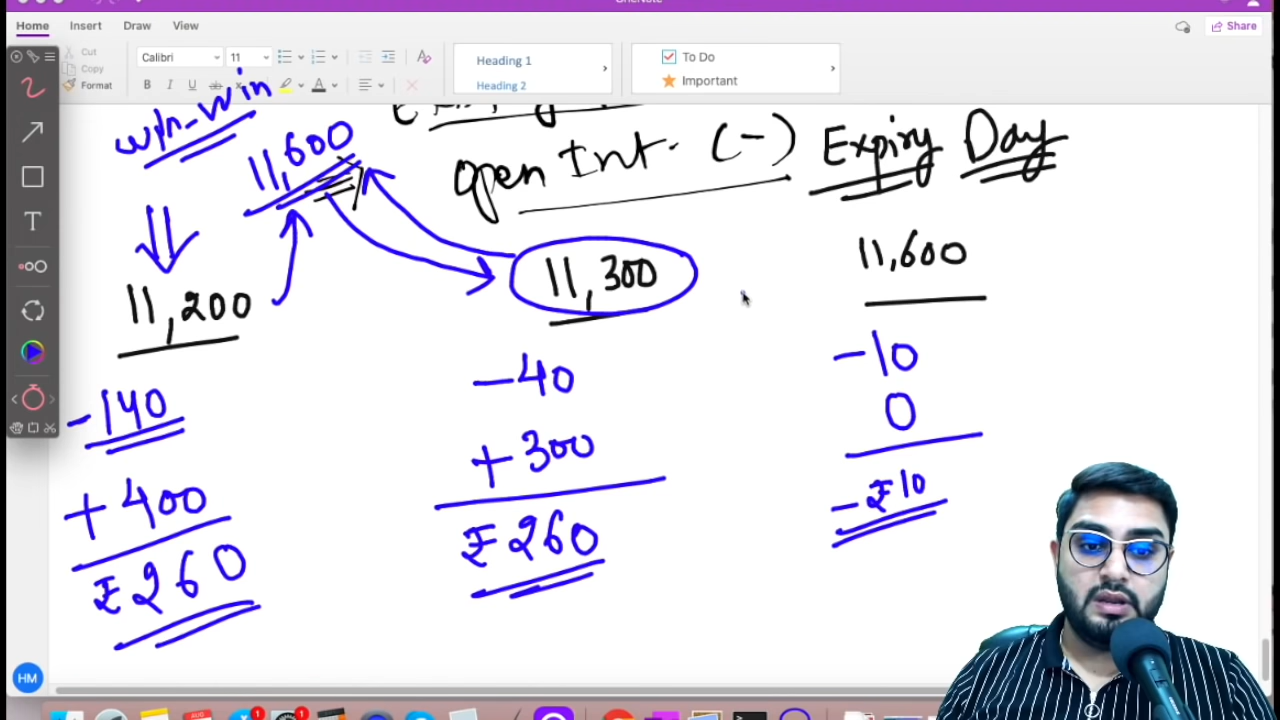 OneNote
Home Insert Draw View
Share
Cut
Copy
Format
Calibri 11
B I U ab x A
Heading 1
Heading 2
To Do
Important
win-win
11,600
open Int. (-) Expiry Day
11,200
11,300
11,600
-140
+400
₹260
-40
+300
₹260
-10
0
-₹10
HM